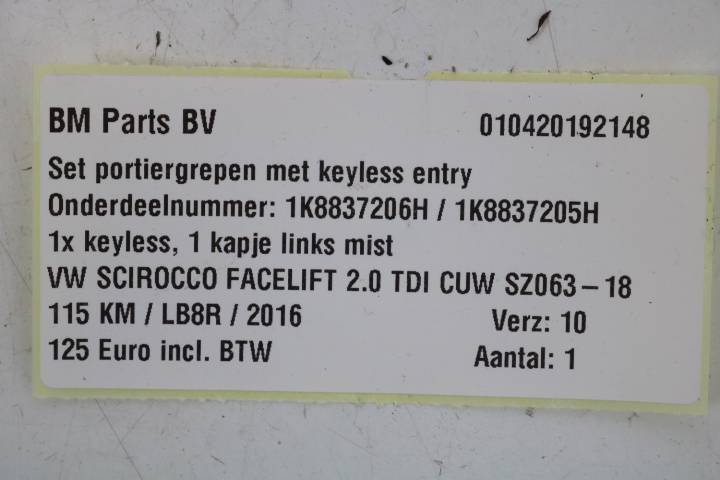 BM Parts BV 010420192148
Set portiergrepen met keyless entry
Onderdeelnummer: 1K8837206H / 1K8837205H
1x keyless, 1 kapje links mist
VW SCIROCCO FACELIFT 2.0 TDI CUW SZ063-18
115 KM / LB8R / 2016 Verz: 10
125 Euro incl. BTW Aantal: 1